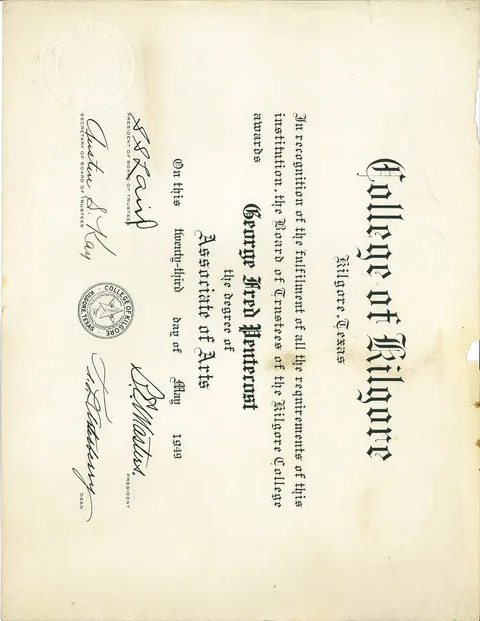 College of Kilgore
Kilgore, Texas
In recognition of the fulfilment of all the requirements of this
institution, the Board of Trustees of the Kilgore College
awards
George Fred Pentecost
the degree of
Associate of Arts
On this twenty-third day of May 1949
PRESIDENT OF BOARD OF TRUSTEES
PRESIDENT
SECRETARY OF BOARD OF TRUSTEES
DEAN
COLLEGE OF KILGORE
KILGORE, TEXAS